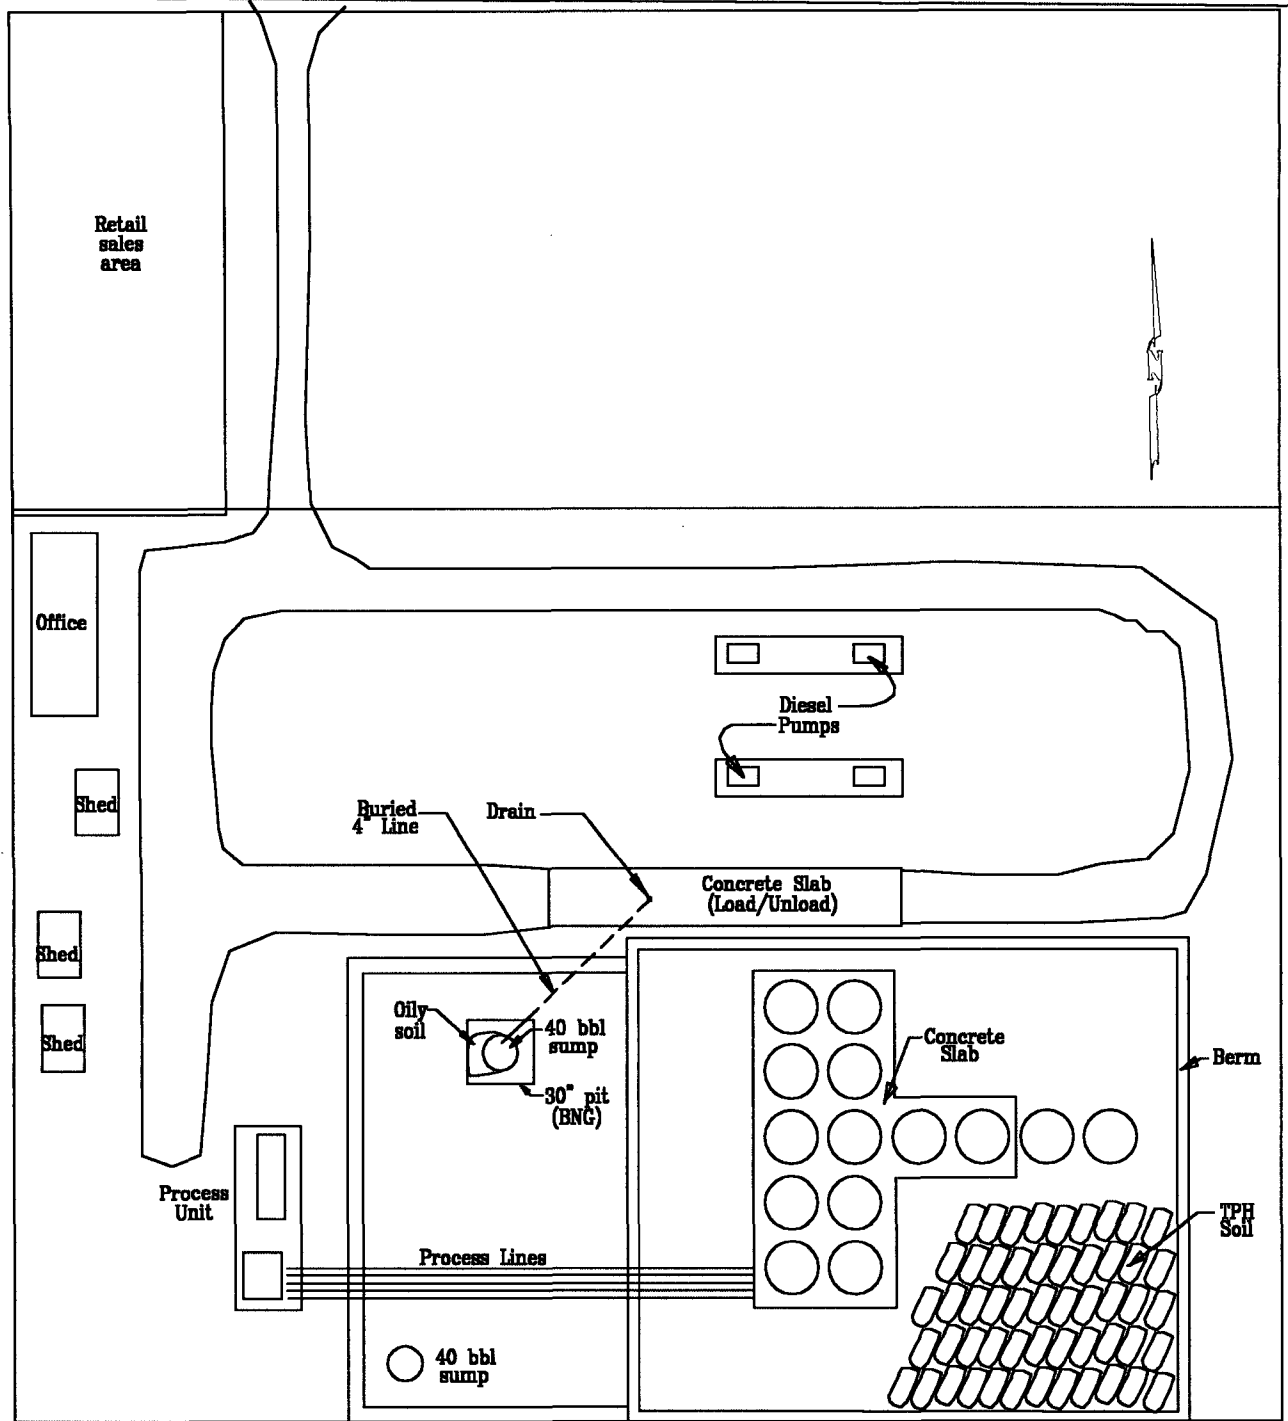 Retail
sales
area
Office
Diesel
Pumps
Shed
Buried
4" Line
Drain
Concrete Slab
(Load/Unload)
Shed
Oily
soil
40 bbl
sump
Shed
30" pit
(BNG)
Concrete
Slab
Berm
Process
Unit
TPH
Soil
Process Lines
40 bbl
sump